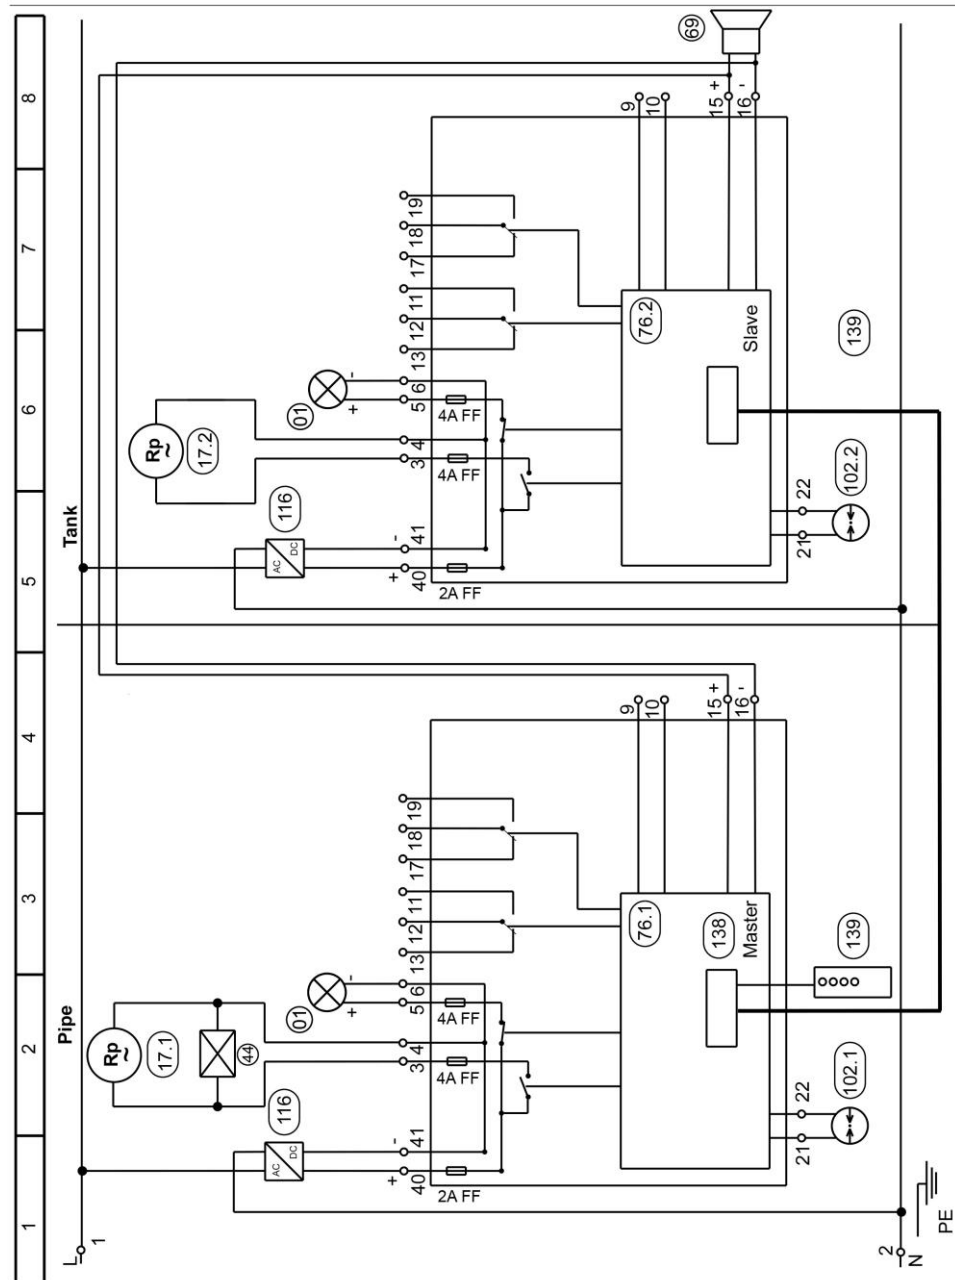 1 2 3 4 5 6 7 8
L
1
Pipe
Rp
~
17.1
44
116
AC
DC
01
+ -
+ -
40 41 3 4 5 6 13 12 11 17 18 19
2A FF 4A FF 4A FF
76.1
9
10
138
Master
15 +
16 -
21 22
102.1
139
Tank
Rp
~
17.2
116
AC
DC
01
+ -
+ -
40 41 3 4 5 6 13 12 11 17 18 19
2A FF 4A FF 4A FF
76.2
9
10
Slave
15 +
16 -
69
21 22
102.2
139
2
N
PE